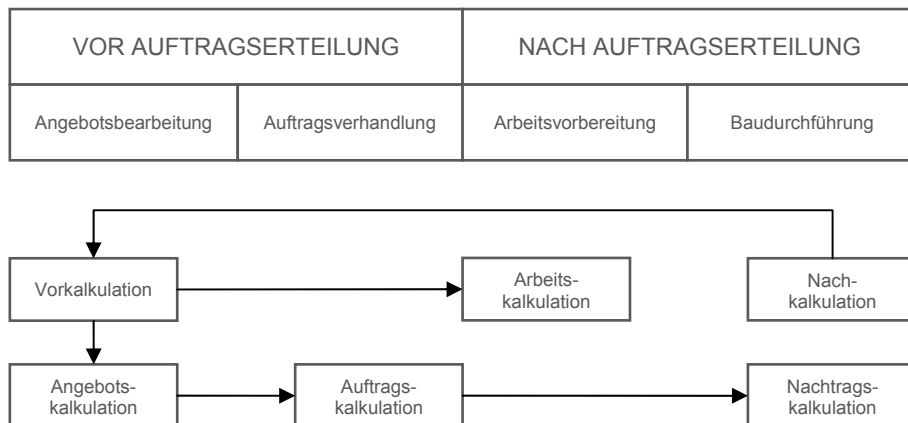 VOR AUFTRAGSERTEILUNG
NACH AUFTRAGSERTEILUNG
Angebotsbearbeitung
Auftragsverhandlung
Arbeitsvorbereitung
Baudurchführung
Vorkalkulation
Arbeits-
kalkulation
Nach-
kalkulation
Angebots-
kalkulation
Auftrags-
kalkulation
Nachtrags-
kalkulation